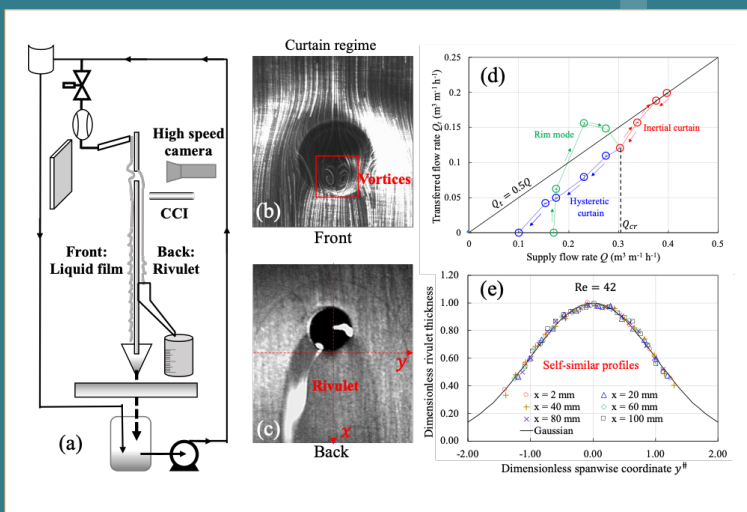 High speed
camera
CCI
Front:
Liquid film
Back:
Rivulet
(a)
Curtain regime
Vortices
(b)
Front
Rivulet
y
x
(c)
Back
(d)
Transferred flow rate Qₜ (m³ m⁻¹ h⁻¹)
0.25
0.2
0.15
0.1
0.05
0
Rim mode
Inertial curtain
Qₜ = 0.5Q
Hysteretic
curtain
Q_cr
0 0.1 0.2 0.3 0.4 0.5
Supply flow rate Q (m³ m⁻¹ h⁻¹)
(e)
Re = 42
Dimensionless rivulet thickness
1.20
1.00
0.80
0.60
0.40
0.20
0.00
Self-similar profiles
x = 2 mm x = 20 mm
x = 40 mm x = 60 mm
x = 80 mm x = 100 mm
Gaussian
-2.00 -1.00 0.00 1.00 2.00
Dimensionless spanwise coordinate y^#